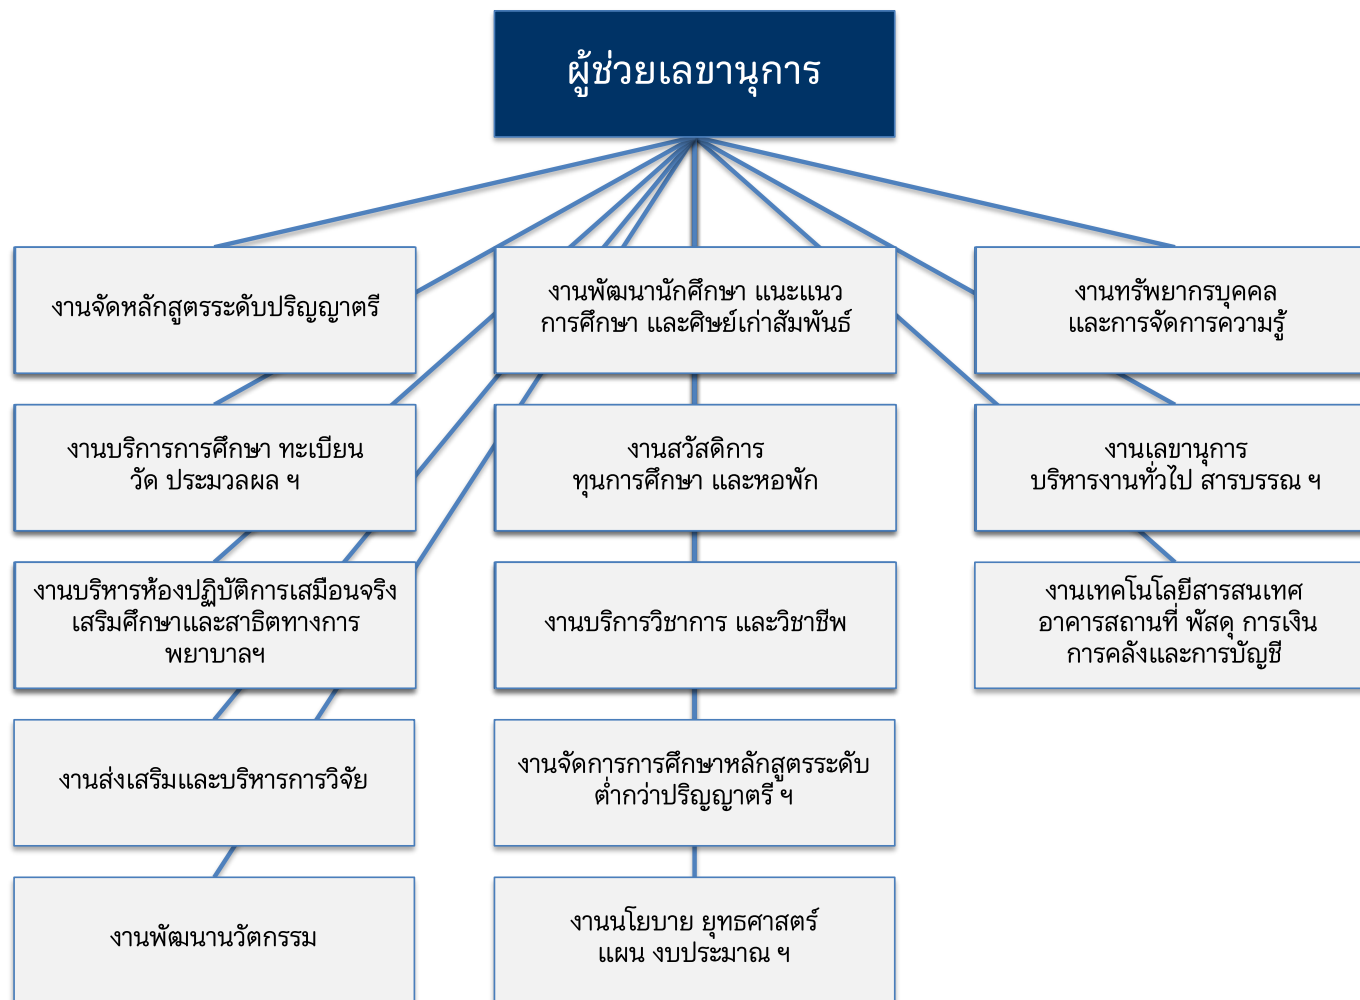 ผู้ช่วยเลขานุการ
งานจัดหลักสูตรระดับปริญญาตรี
งานพัฒนานักศึกษา แนะแนว
การศึกษา และศิษย์เก่าสัมพันธ์
งานทรัพยากรบุคคล
และการจัดการความรู้
งานบริการการศึกษา ทะเบียน
วัด ประมวลผล ฯ
งานสวัสดิการ
ทุนการศึกษา และหอพัก
งานเลขานุการ
บริหารงานทั่วไป สารบรรณ ฯ
งานบริหารห้องปฏิบัติการเสมือนจริง
เสริมศึกษาและสาธิตทางการ
พยาบาลฯ
งานบริการวิชาการ และวิชาชีพ
งานเทคโนโลยีสารสนเทศ
อาคารสถานที่ พัสดุ การเงิน
การคลังและการบัญชี
งานส่งเสริมและบริหารการวิจัย
งานจัดการการศึกษาหลักสูตรระดับ
ต่ำกว่าปริญญาตรี ฯ
งานพัฒนานวัตกรรม
งานนโยบาย ยุทธศาสตร์
แผน งบประมาณ ฯ